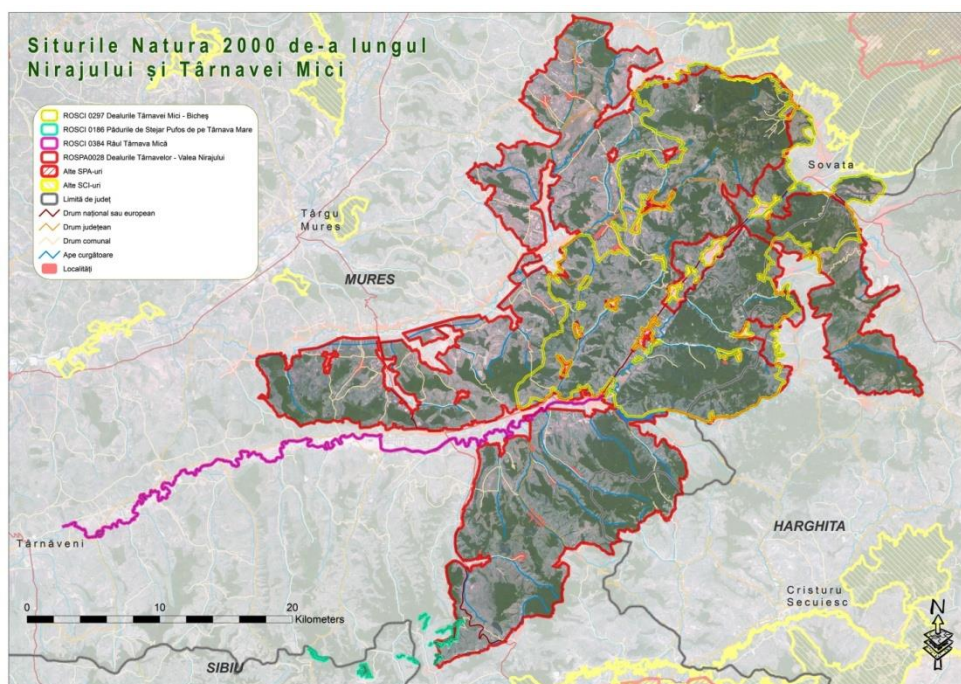 Siturile Natura 2000 de-a lungul
Nirajului și Târnavei Mici
ROSCI 0297 Dealurile Târnavei Mici - Bicheș
ROSCI 0186 Pădurile de Stejar Pufos de pe Târnava Mare
ROSCI 0384 Râul Târnava Mică
ROSPA0028 Dealurile Târnavelor - Valea Nirajului
Alte SPA-uri
Alte SCI-uri
Limită de județ
Drum național sau european
Drum județean
Drum comunal
Ape curgătoare
Localități
Sovata
Târgu
Mures
MURES
HARGHITA
Târnăveni
Cristuru
Secuiesc
0 10 20
Kilometers
SIBIU
N